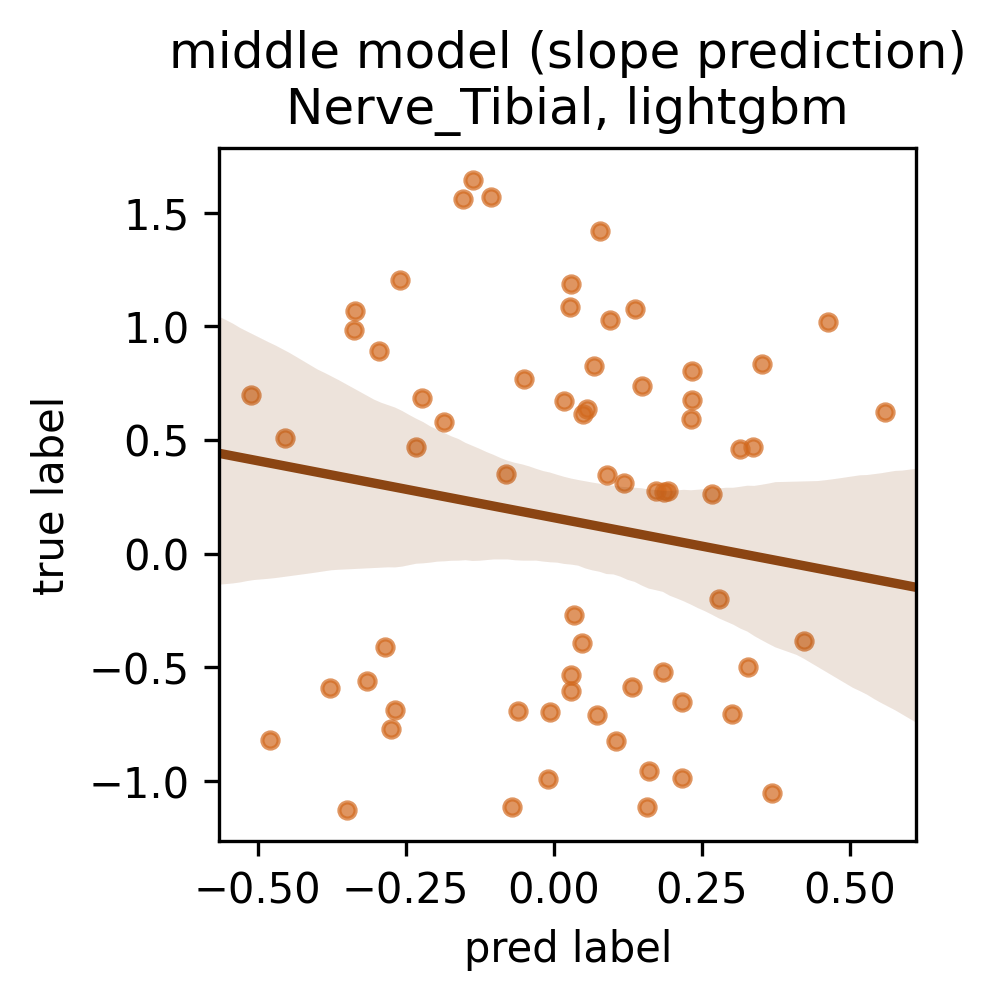 middle model (slope prediction)
Nerve_Tibial, lightgbm
true label
1.5
1.0
0.5
0.0
−0.5
−1.0
−0.50 −0.25 0.00 0.25 0.50
pred label